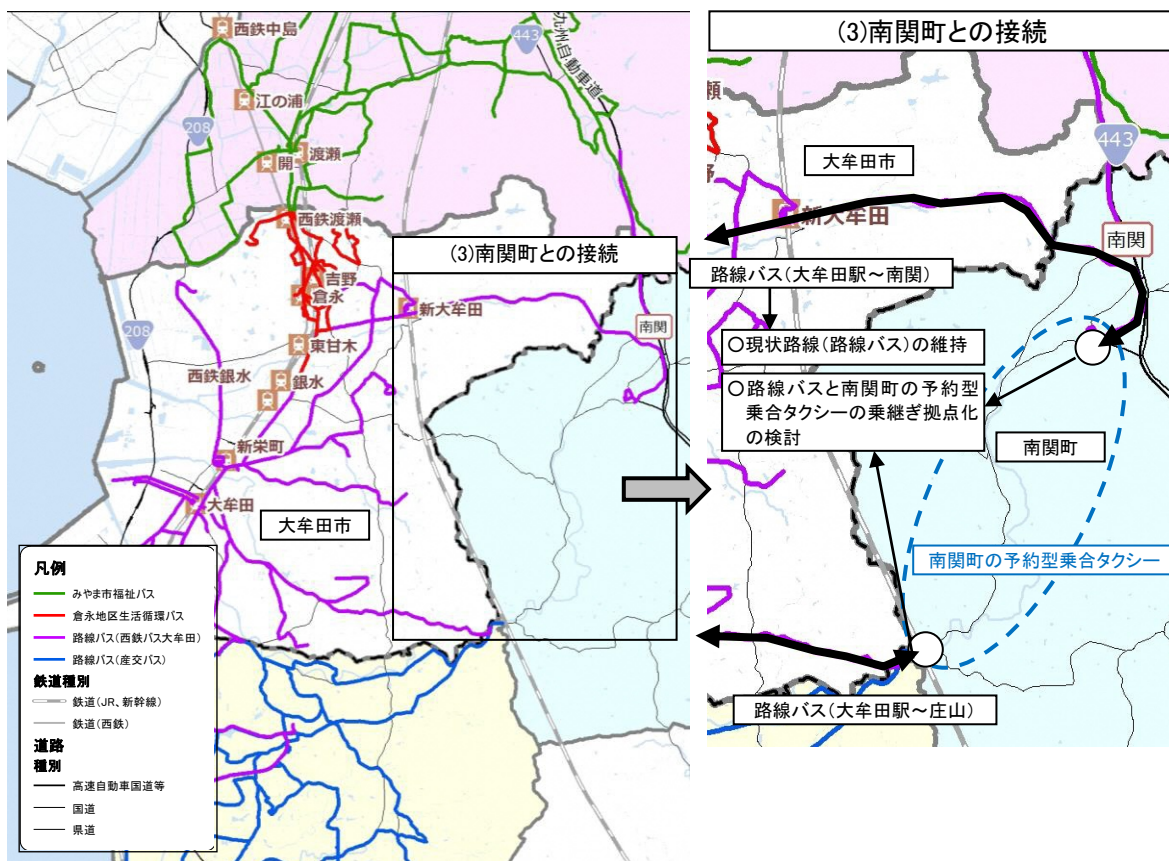 西鉄中島
443
九州自動車道
江の浦
208
渡瀬
開
西鉄渡瀬
(3)南関町との接続
吉野
倉永
新大牟田
208
東甘木
南関
西鉄銀水
銀水
新栄町
大牟田
大牟田市
凡例
みやま市福祉バス
倉永地区生活循環バス
路線バス(西鉄バス大牟田)
路線バス(産交バス)
鉄道種別
鉄道(JR、新幹線)
鉄道(西鉄)
道路
種別
高速自動車国道等
国道
県道
(3)南関町との接続
瀬
443
大牟田市
野
新大牟田
南関
路線バス(大牟田駅~南関)
〇現状路線(路線バス)の維持
〇路線バスと南関町の予約型
乗合タクシーの乗継ぎ拠点化
の検討
南関町
南関町の予約型乗合タクシー
路線バス(大牟田駅~庄山)